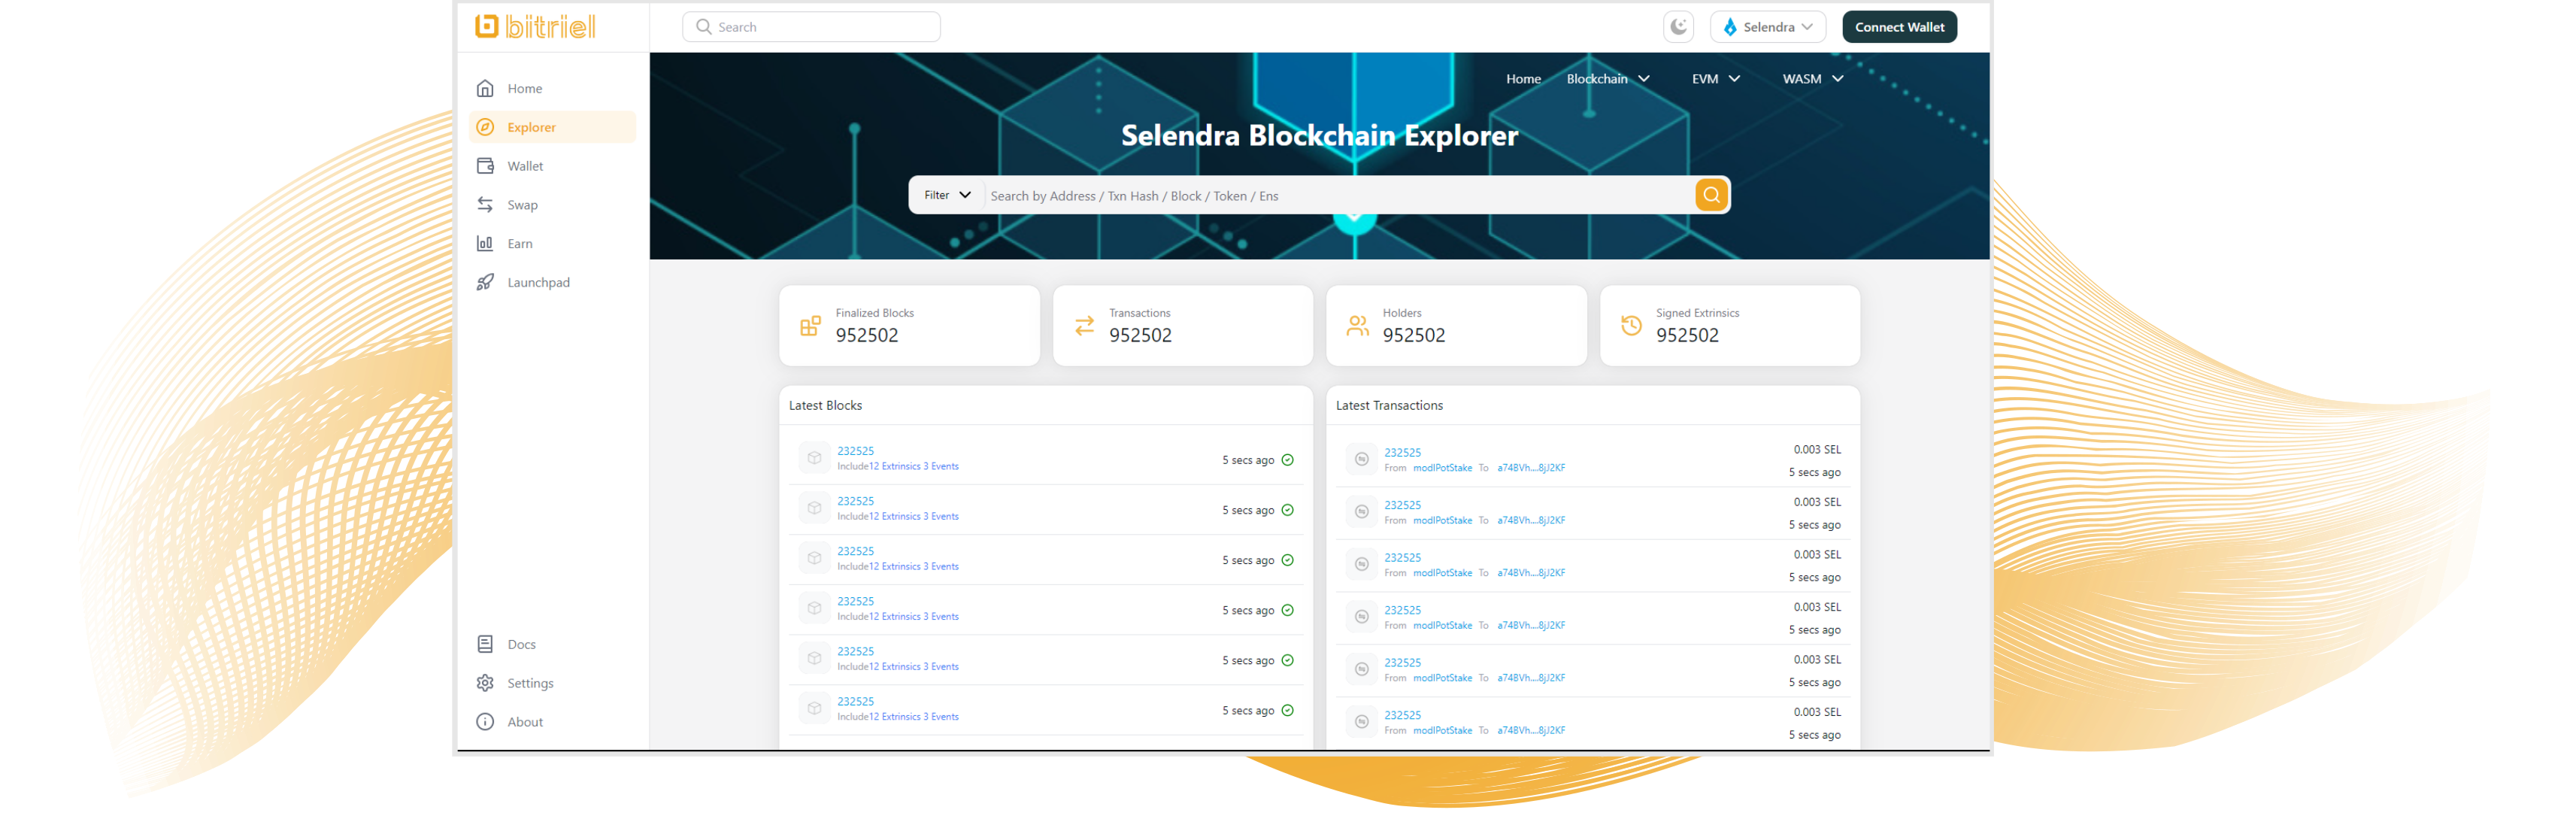 bitriel
Search
Selendra
Connect Wallet
Home
Explorer
Wallet
Swap
Earn
Launchpad
Docs
Settings
About
Home Blockchain EVM WASM
Selendra Blockchain Explorer
Filter Search by Address / Txn Hash / Block / Token / Ens
Finalized Blocks
952502
Transactions
952502
Holders
952502
Signed Extrinsics
952502
Latest Blocks
232525
Include12 Extrinsics 3 Events
5 secs ago
232525
Include12 Extrinsics 3 Events
5 secs ago
232525
Include12 Extrinsics 3 Events
5 secs ago
232525
Include12 Extrinsics 3 Events
5 secs ago
232525
Include12 Extrinsics 3 Events
5 secs ago
232525
Include12 Extrinsics 3 Events
5 secs ago
Latest Transactions
232525
From modlPotStake To a74BVh....8jJ2KF
0.003 SEL
5 secs ago
232525
From modlPotStake To a74BVh....8jJ2KF
0.003 SEL
5 secs ago
232525
From modlPotStake To a74BVh....8jJ2KF
0.003 SEL
5 secs ago
232525
From modlPotStake To a74BVh....8jJ2KF
0.003 SEL
5 secs ago
232525
From modlPotStake To a74BVh....8jJ2KF
0.003 SEL
5 secs ago
232525
From modlPotStake To a74BVh....8jJ2KF
0.003 SEL
5 secs ago